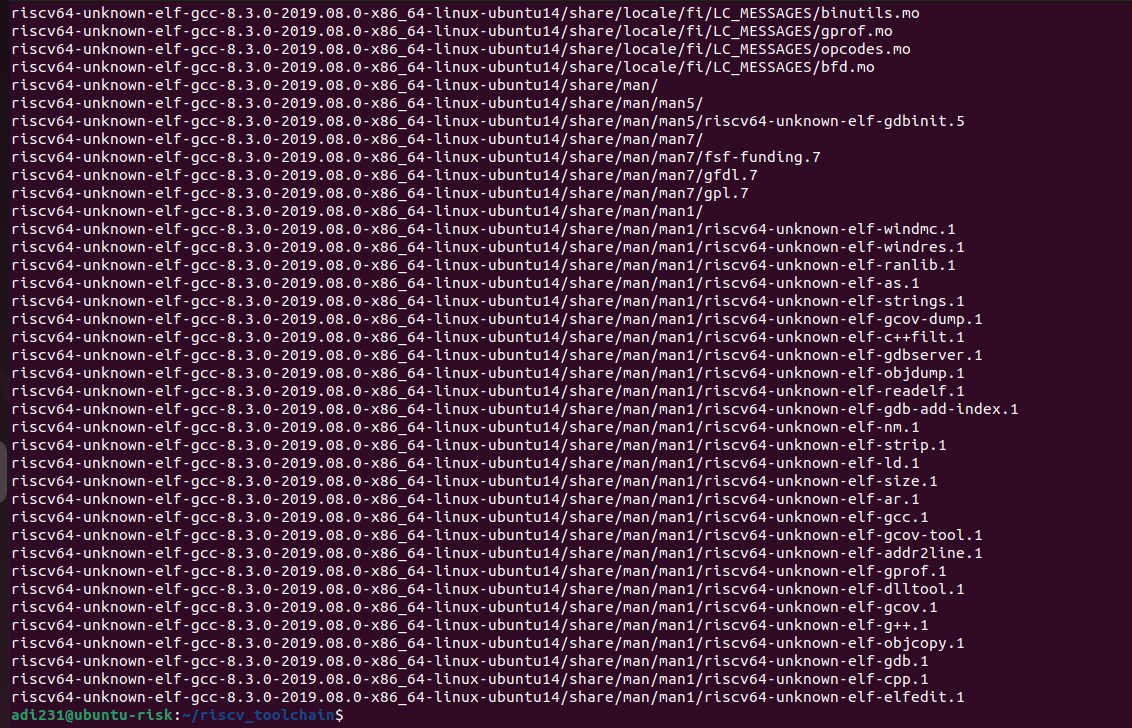 riscv64-unknown-elf-gcc-8.3.0-2019.08.0-x86_64-linux-ubuntu14/share/locale/fi/LC_MESSAGES/binutils.mo
riscv64-unknown-elf-gcc-8.3.0-2019.08.0-x86_64-linux-ubuntu14/share/locale/fi/LC_MESSAGES/gprof.mo
riscv64-unknown-elf-gcc-8.3.0-2019.08.0-x86_64-linux-ubuntu14/share/locale/fi/LC_MESSAGES/opcodes.mo
riscv64-unknown-elf-gcc-8.3.0-2019.08.0-x86_64-linux-ubuntu14/share/locale/fi/LC_MESSAGES/bfd.mo
riscv64-unknown-elf-gcc-8.3.0-2019.08.0-x86_64-linux-ubuntu14/share/man/
riscv64-unknown-elf-gcc-8.3.0-2019.08.0-x86_64-linux-ubuntu14/share/man/man5/
riscv64-unknown-elf-gcc-8.3.0-2019.08.0-x86_64-linux-ubuntu14/share/man/man5/riscv64-unknown-elf-gdbinit.5
riscv64-unknown-elf-gcc-8.3.0-2019.08.0-x86_64-linux-ubuntu14/share/man/man7/
riscv64-unknown-elf-gcc-8.3.0-2019.08.0-x86_64-linux-ubuntu14/share/man/man7/fsf-funding.7
riscv64-unknown-elf-gcc-8.3.0-2019.08.0-x86_64-linux-ubuntu14/share/man/man7/gfdl.7
riscv64-unknown-elf-gcc-8.3.0-2019.08.0-x86_64-linux-ubuntu14/share/man/man7/gpl.7
riscv64-unknown-elf-gcc-8.3.0-2019.08.0-x86_64-linux-ubuntu14/share/man/man1/
riscv64-unknown-elf-gcc-8.3.0-2019.08.0-x86_64-linux-ubuntu14/share/man/man1/riscv64-unknown-elf-windmc.1
riscv64-unknown-elf-gcc-8.3.0-2019.08.0-x86_64-linux-ubuntu14/share/man/man1/riscv64-unknown-elf-windres.1
riscv64-unknown-elf-gcc-8.3.0-2019.08.0-x86_64-linux-ubuntu14/share/man/man1/riscv64-unknown-elf-ranlib.1
riscv64-unknown-elf-gcc-8.3.0-2019.08.0-x86_64-linux-ubuntu14/share/man/man1/riscv64-unknown-elf-as.1
riscv64-unknown-elf-gcc-8.3.0-2019.08.0-x86_64-linux-ubuntu14/share/man/man1/riscv64-unknown-elf-strings.1
riscv64-unknown-elf-gcc-8.3.0-2019.08.0-x86_64-linux-ubuntu14/share/man/man1/riscv64-unknown-elf-gcov-dump.1
riscv64-unknown-elf-gcc-8.3.0-2019.08.0-x86_64-linux-ubuntu14/share/man/man1/riscv64-unknown-elf-c++filt.1
riscv64-unknown-elf-gcc-8.3.0-2019.08.0-x86_64-linux-ubuntu14/share/man/man1/riscv64-unknown-elf-gdbserver.1
riscv64-unknown-elf-gcc-8.3.0-2019.08.0-x86_64-linux-ubuntu14/share/man/man1/riscv64-unknown-elf-objdump.1
riscv64-unknown-elf-gcc-8.3.0-2019.08.0-x86_64-linux-ubuntu14/share/man/man1/riscv64-unknown-elf-readelf.1
riscv64-unknown-elf-gcc-8.3.0-2019.08.0-x86_64-linux-ubuntu14/share/man/man1/riscv64-unknown-elf-gdb-add-index.1
riscv64-unknown-elf-gcc-8.3.0-2019.08.0-x86_64-linux-ubuntu14/share/man/man1/riscv64-unknown-elf-nm.1
riscv64-unknown-elf-gcc-8.3.0-2019.08.0-x86_64-linux-ubuntu14/share/man/man1/riscv64-unknown-elf-strip.1
riscv64-unknown-elf-gcc-8.3.0-2019.08.0-x86_64-linux-ubuntu14/share/man/man1/riscv64-unknown-elf-ld.1
riscv64-unknown-elf-gcc-8.3.0-2019.08.0-x86_64-linux-ubuntu14/share/man/man1/riscv64-unknown-elf-size.1
riscv64-unknown-elf-gcc-8.3.0-2019.08.0-x86_64-linux-ubuntu14/share/man/man1/riscv64-unknown-elf-ar.1
riscv64-unknown-elf-gcc-8.3.0-2019.08.0-x86_64-linux-ubuntu14/share/man/man1/riscv64-unknown-elf-gcc.1
riscv64-unknown-elf-gcc-8.3.0-2019.08.0-x86_64-linux-ubuntu14/share/man/man1/riscv64-unknown-elf-gcov-tool.1
riscv64-unknown-elf-gcc-8.3.0-2019.08.0-x86_64-linux-ubuntu14/share/man/man1/riscv64-unknown-elf-addr2line.1
riscv64-unknown-elf-gcc-8.3.0-2019.08.0-x86_64-linux-ubuntu14/share/man/man1/riscv64-unknown-elf-gprof.1
riscv64-unknown-elf-gcc-8.3.0-2019.08.0-x86_64-linux-ubuntu14/share/man/man1/riscv64-unknown-elf-dlltool.1
riscv64-unknown-elf-gcc-8.3.0-2019.08.0-x86_64-linux-ubuntu14/share/man/man1/riscv64-unknown-elf-gcov.1
riscv64-unknown-elf-gcc-8.3.0-2019.08.0-x86_64-linux-ubuntu14/share/man/man1/riscv64-unknown-elf-g++.1
riscv64-unknown-elf-gcc-8.3.0-2019.08.0-x86_64-linux-ubuntu14/share/man/man1/riscv64-unknown-elf-objcopy.1
riscv64-unknown-elf-gcc-8.3.0-2019.08.0-x86_64-linux-ubuntu14/share/man/man1/riscv64-unknown-elf-gdb.1
riscv64-unknown-elf-gcc-8.3.0-2019.08.0-x86_64-linux-ubuntu14/share/man/man1/riscv64-unknown-elf-cpp.1
riscv64-unknown-elf-gcc-8.3.0-2019.08.0-x86_64-linux-ubuntu14/share/man/man1/riscv64-unknown-elf-elfedit.1
adi231@ubuntu-risk:~/riscv_toolchain$